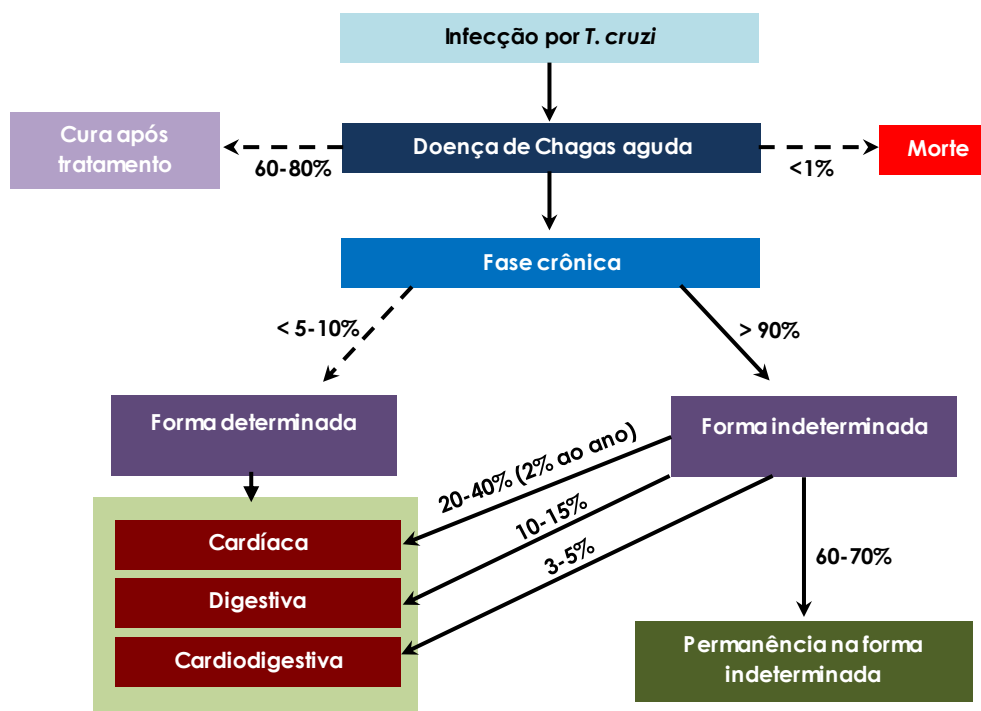 Infecção por T. cruzi
Cura após
tratamento
60-80%
Doença de Chagas aguda
<1%
Morte
Fase crônica
< 5-10%
> 90%
Forma determinada
Forma indeterminada
20-40% (2% ao ano)
10-15%
3-5%
60-70%
Cardíaca
Digestiva
Cardiodigestiva
Permanência na forma
indeterminada